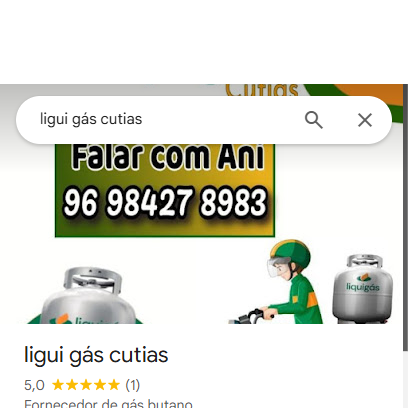 Cutias
ligui gás cutias
Falar com Ani
96 98427 8983
liquigás
liquigás
ligui gás cutias
5,0 (1)
Fornecedor de gás butano